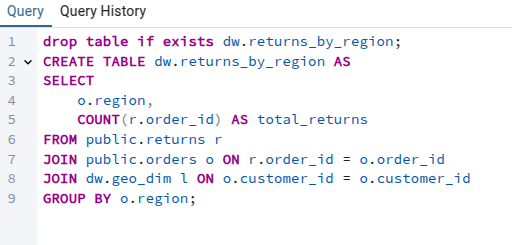 Query Query History
1 drop table if exists dw.returns_by_region;
2 CREATE TABLE dw.returns_by_region AS
3 SELECT
4 o.region,
5 COUNT(r.order_id) AS total_returns
6 FROM public.returns r
7 JOIN public.orders o ON r.order_id = o.order_id
8 JOIN dw.geo_dim l ON o.customer_id = o.customer_id
9 GROUP BY o.region;